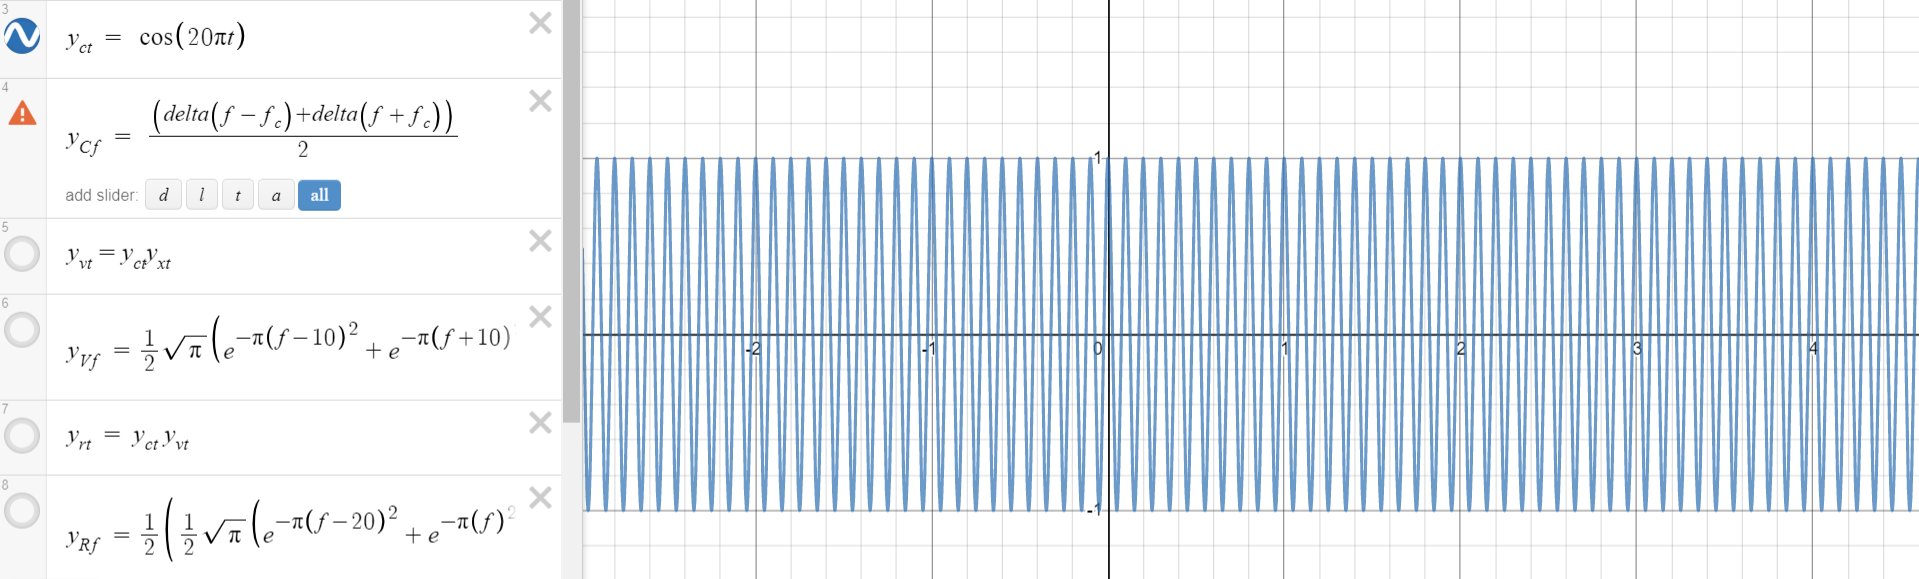 3
y_ct = cos(20πt)
4
y_Cf = (delta(f − f_c)+delta(f + f_c)) / 2
add slider: d l t a all
5
y_vt = y_ct y_xt
6
y_Vf = 1/2 √π (e^−π(f−10)^2 + e^−π(f+10)
7
y_rt = y_ct y_vt
8
y_Rf = 1/2 (1/2 √π (e^−π(f−20)^2 + e^−π(f)^2
1
-2 -1 0 1 2 3 4
-1